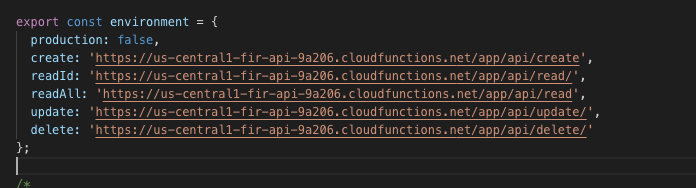 export const environment = {
production: false,
create: 'https://us-central1-fir-api-9a206.cloudfunctions.net/app/api/create',
readId: 'https://us-central1-fir-api-9a206.cloudfunctions.net/app/api/read/',
readAll: 'https://us-central1-fir-api-9a206.cloudfunctions.net/app/api/read',
update: 'https://us-central1-fir-api-9a206.cloudfunctions.net/app/api/update/',
delete: 'https://us-central1-fir-api-9a206.cloudfunctions.net/app/api/delete/'
};
/*